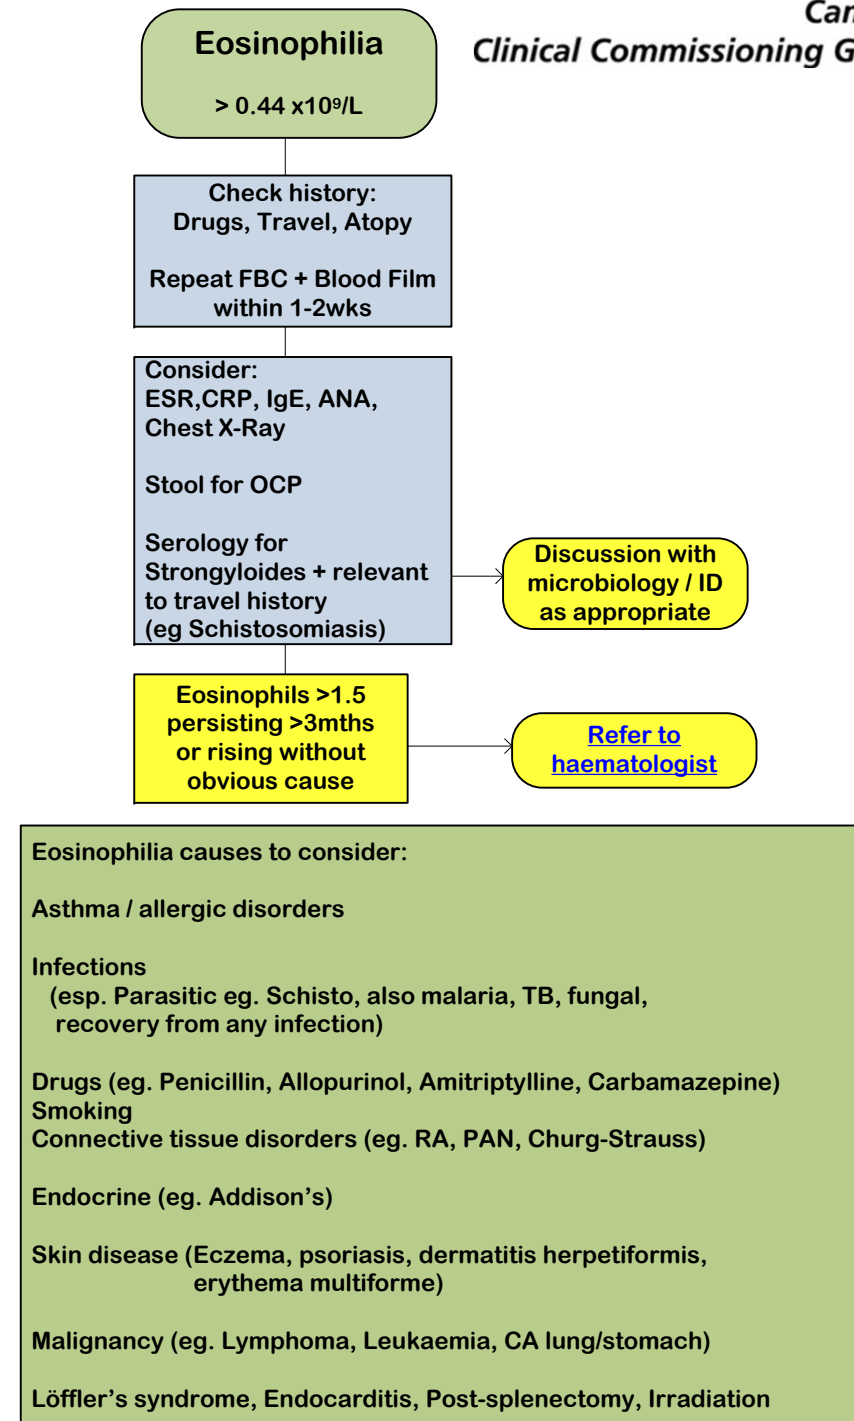 Clinical Commissioning
Eosinophilia
> 0.44 x10⁹/L
Check history:
Drugs, Travel, Atopy
Repeat FBC + Blood Film
within 1-2wks
Consider:
ESR,CRP, IgE, ANA,
Chest X-Ray
Stool for OCP
Serology for
Strongyloides + relevant
to travel history
(eg Schistosomiasis)
Discussion with
microbiology / ID
as appropriate
Eosinophils >1.5
persisting >3mths
or rising without
obvious cause
Refer to
haematologist
Eosinophilia causes to consider:
Asthma / allergic disorders
Infections
(esp. Parasitic eg. Schisto, also malaria, TB, fungal,
recovery from any infection)
Drugs (eg. Penicillin, Allopurinol, Amitriptylline, Carbamazepine)
Smoking
Connective tissue disorders (eg. RA, PAN, Churg-Strauss)
Endocrine (eg. Addison's)
Skin disease (Eczema, psoriasis, dermatitis herpetiformis,
erythema multiforme)
Malignancy (eg. Lymphoma, Leukaemia, CA lung/stomach)
Löffler's syndrome, Endocarditis, Post-splenectomy, Irradiation